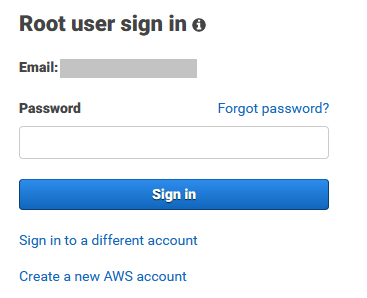 Root user sign in
Email:
Password Forgot password?
Sign in
Sign in to a different account
Create a new AWS account